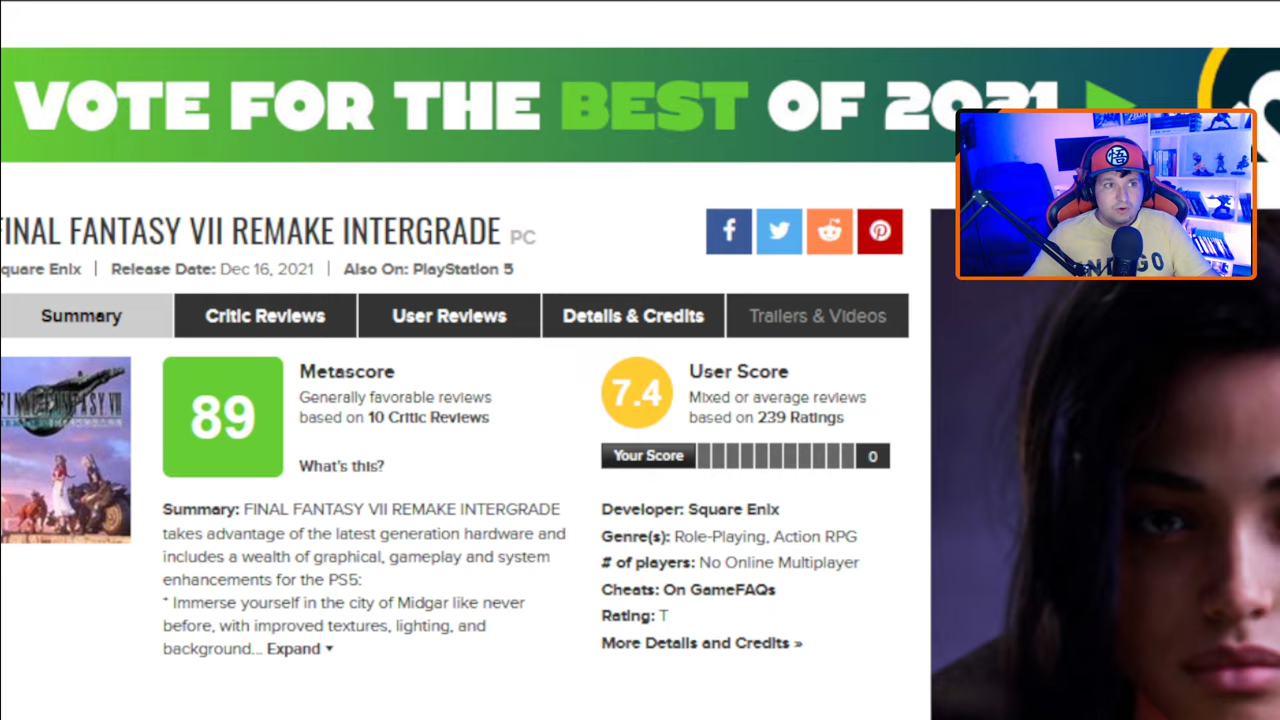 VOTE FOR THE BEST OF 2021
FINAL FANTASY VII REMAKE INTERGRADE PC
quare Enix | Release Date: Dec 16, 2021 | Also On: PlayStation 5
Summary
Critic Reviews
User Reviews
Details & Credits
Trailers & Videos
89
Metascore
Generally favorable reviews
based on 10 Critic Reviews
What's this?
7.4
User Score
Mixed or average reviews
based on 239 Ratings
Your Score
0
Summary: FINAL FANTASY VII REMAKE INTERGRADE
takes advantage of the latest generation hardware and
includes a wealth of graphical, gameplay and system
enhancements for the PS5:
* Immerse yourself in the city of Midgar like never
before, with improved textures, lighting, and
background... Expand
Developer: Square Enix
Genre(s): Role-Playing, Action RPG
# of players: No Online Multiplayer
Cheats: On GameFAQs
Rating: T
More Details and Credits »
悟